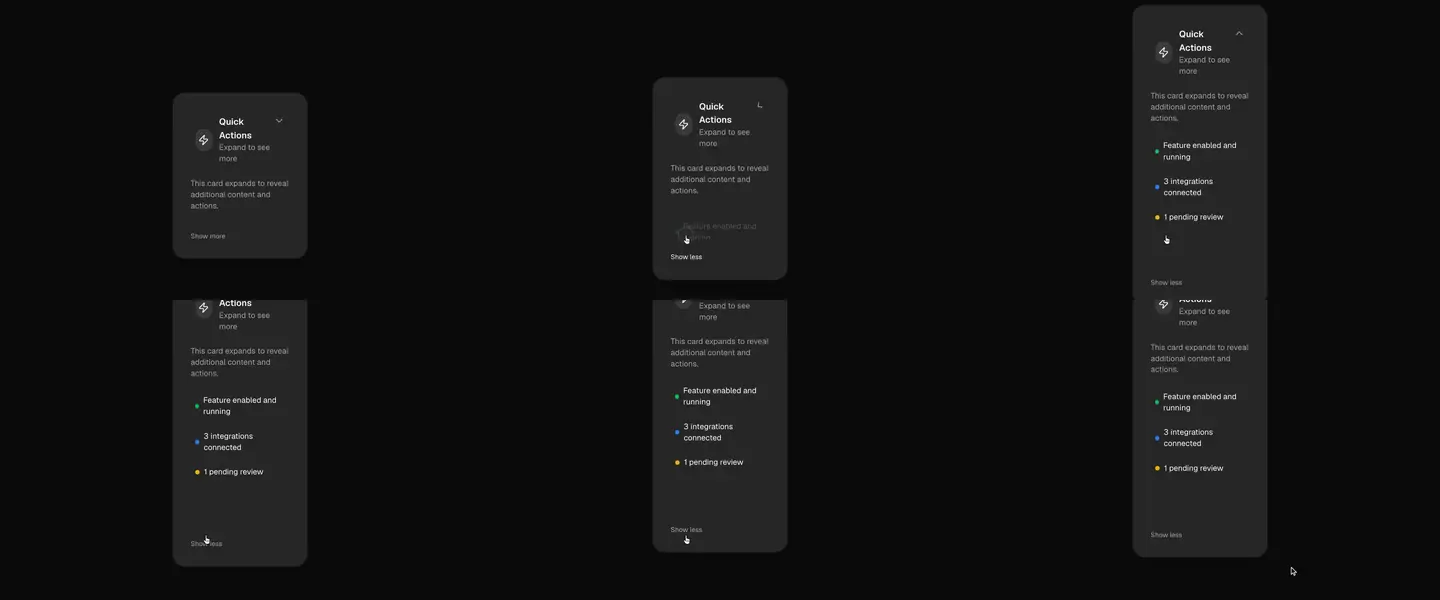 Quick
Actions
Expand to see
more
This card expands to reveal
additional content and
actions.
Show more
Quick
Actions
Expand to see
more
This card expands to reveal
additional content and
actions.
Feature enabled and
Show less
Quick
Actions
Expand to see
more
This card expands to reveal
additional content and
actions.
Feature enabled and
running
3 integrations
connected
1 pending review
Show less
Actions
Expand to see
more
This card expands to reveal
additional content and
actions.
Feature enabled and
running
3 integrations
connected
1 pending review
Show less
Expand to see
more
This card expands to reveal
additional content and
actions.
Feature enabled and
running
3 integrations
connected
1 pending review
Show less
Actions
Expand to see
more
This card expands to reveal
additional content and
actions.
Feature enabled and
running
3 integrations
connected
1 pending review
Show less